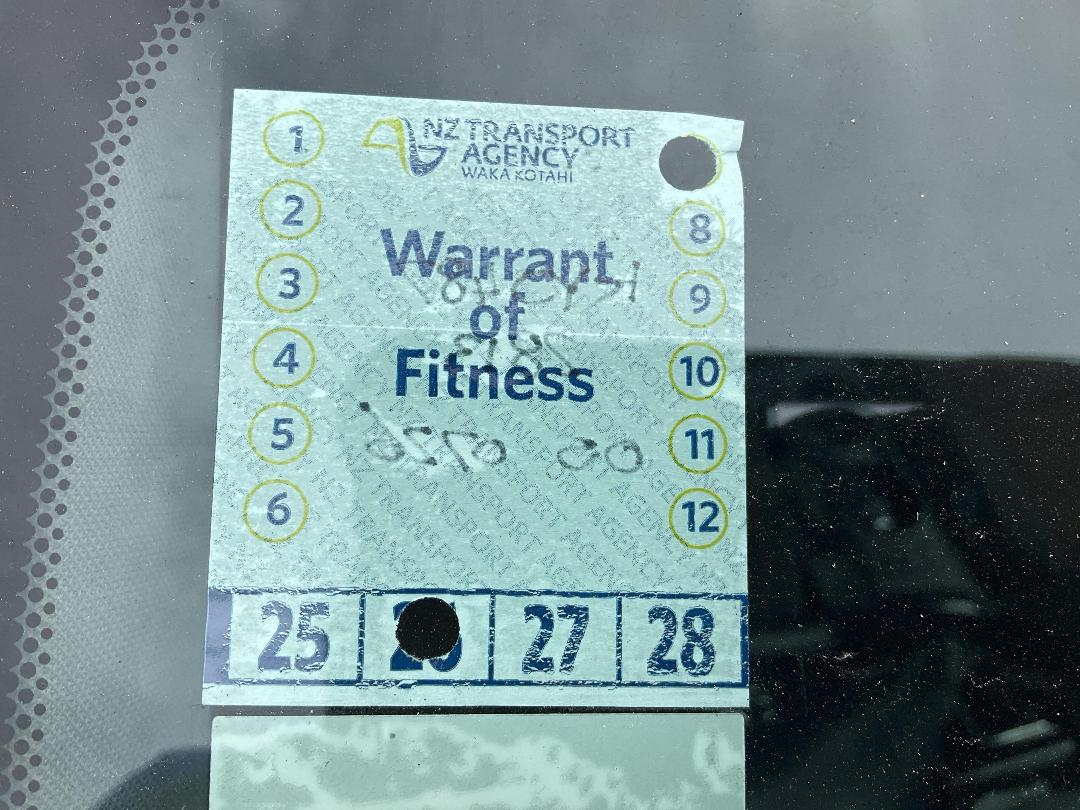 NZ TRANSPORT
AGENCY
WAKA KOTAHI
Warrant
of
Fitness
1
2
3
4
5
6
8
9
10
11
12
25
27
28